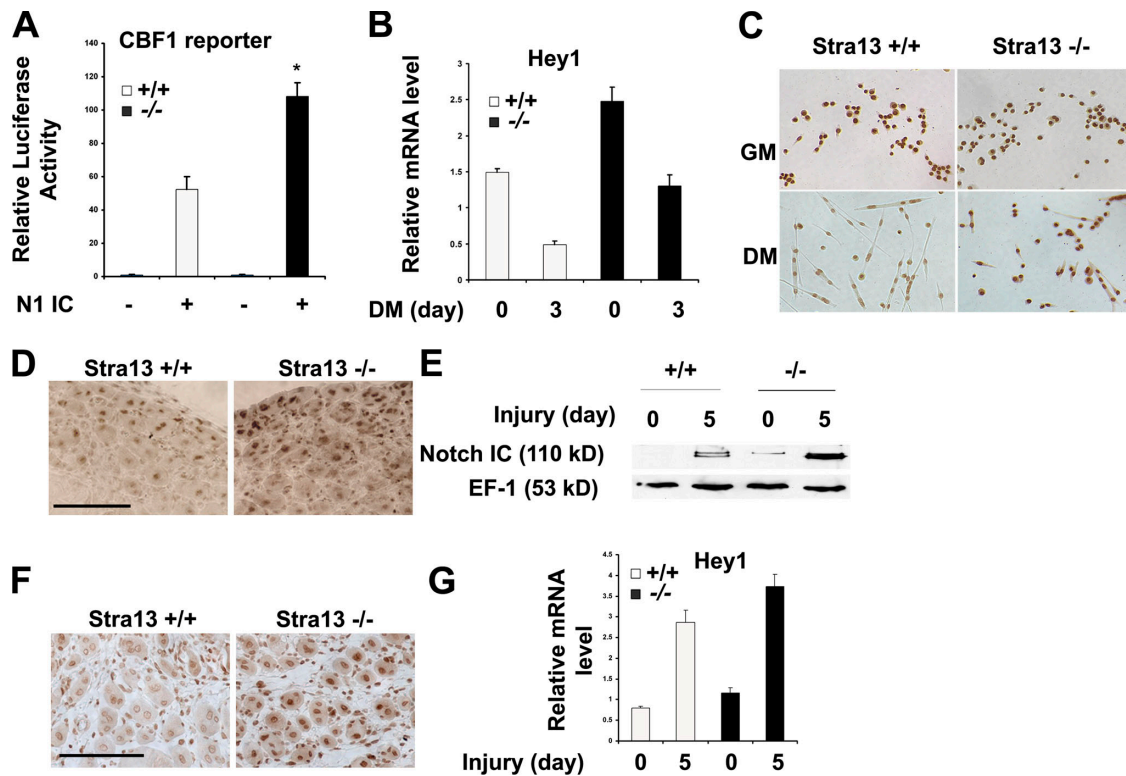 A
CBF1 reporter
Relative Luciferase
Activity
140
120
100
80
60
40
20
0
+/+
-/-
*
N1 IC
- + - +
B
Hey1
Relative mRNA level
3
2.5
2
1.5
1
0.5
0
+/+
-/-
DM (day) 0 3 0 3
C
Stra13 +/+ Stra13 -/-
GM
DM
D
Stra13 +/+ Stra13 -/-
E
+/+ -/-
Injury (day) 0 5 0 5
Notch IC (110 kD)
EF-1 (53 kD)
F
Stra13 +/+ Stra13 -/-
G
Hey1
Relative mRNA
level
4.5
4
3.5
3
2.5
2
1.5
1
0.5
0
+/+
-/-
Injury (day) 0 5 0 5